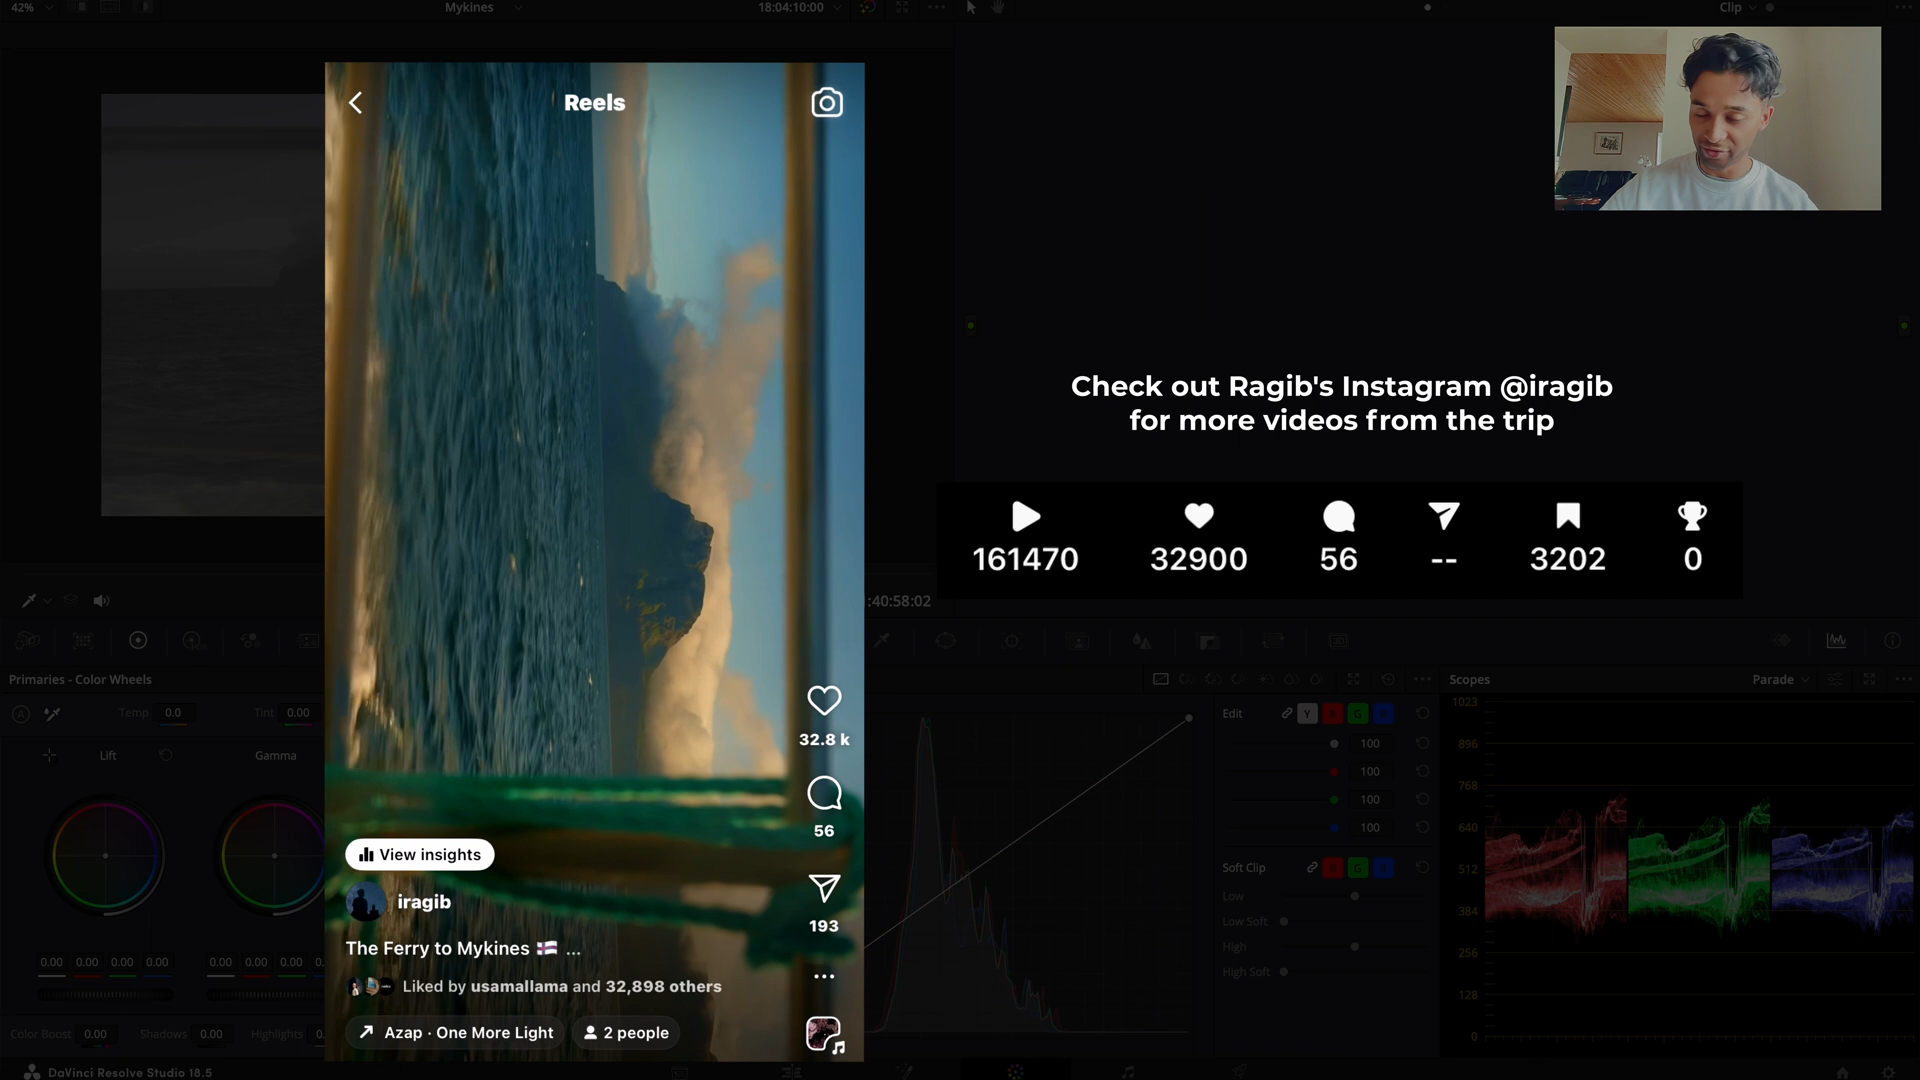 42%
Mykines
18:04:10:00
Clip
Reels
Check out Ragib's Instagram @iragib
for more videos from the trip
161470
32900
56
--
3202
0
:40:58:02
Primaries - Color Wheels
Temp 0.0
Tint 0.00
Lift
Gamma
0.00 0.00 0.00 0.00
0.00 0.00 0.00 0.
Color Boost 0.00
Shadows 0.00
Highlights 0.
DaVinci Resolve Studio 18.5
32.8 k
56
193
View insights
iragib
The Ferry to Mykines 🇫🇴 ...
Liked by usamallama and 32,898 others
Azap · One More Light
2 people
Edit
Y
100
100
100
100
Soft Clip
Low
Low Soft
High
High Soft
Scopes
Parade
1023
896
768
640
512
384
256
128
0